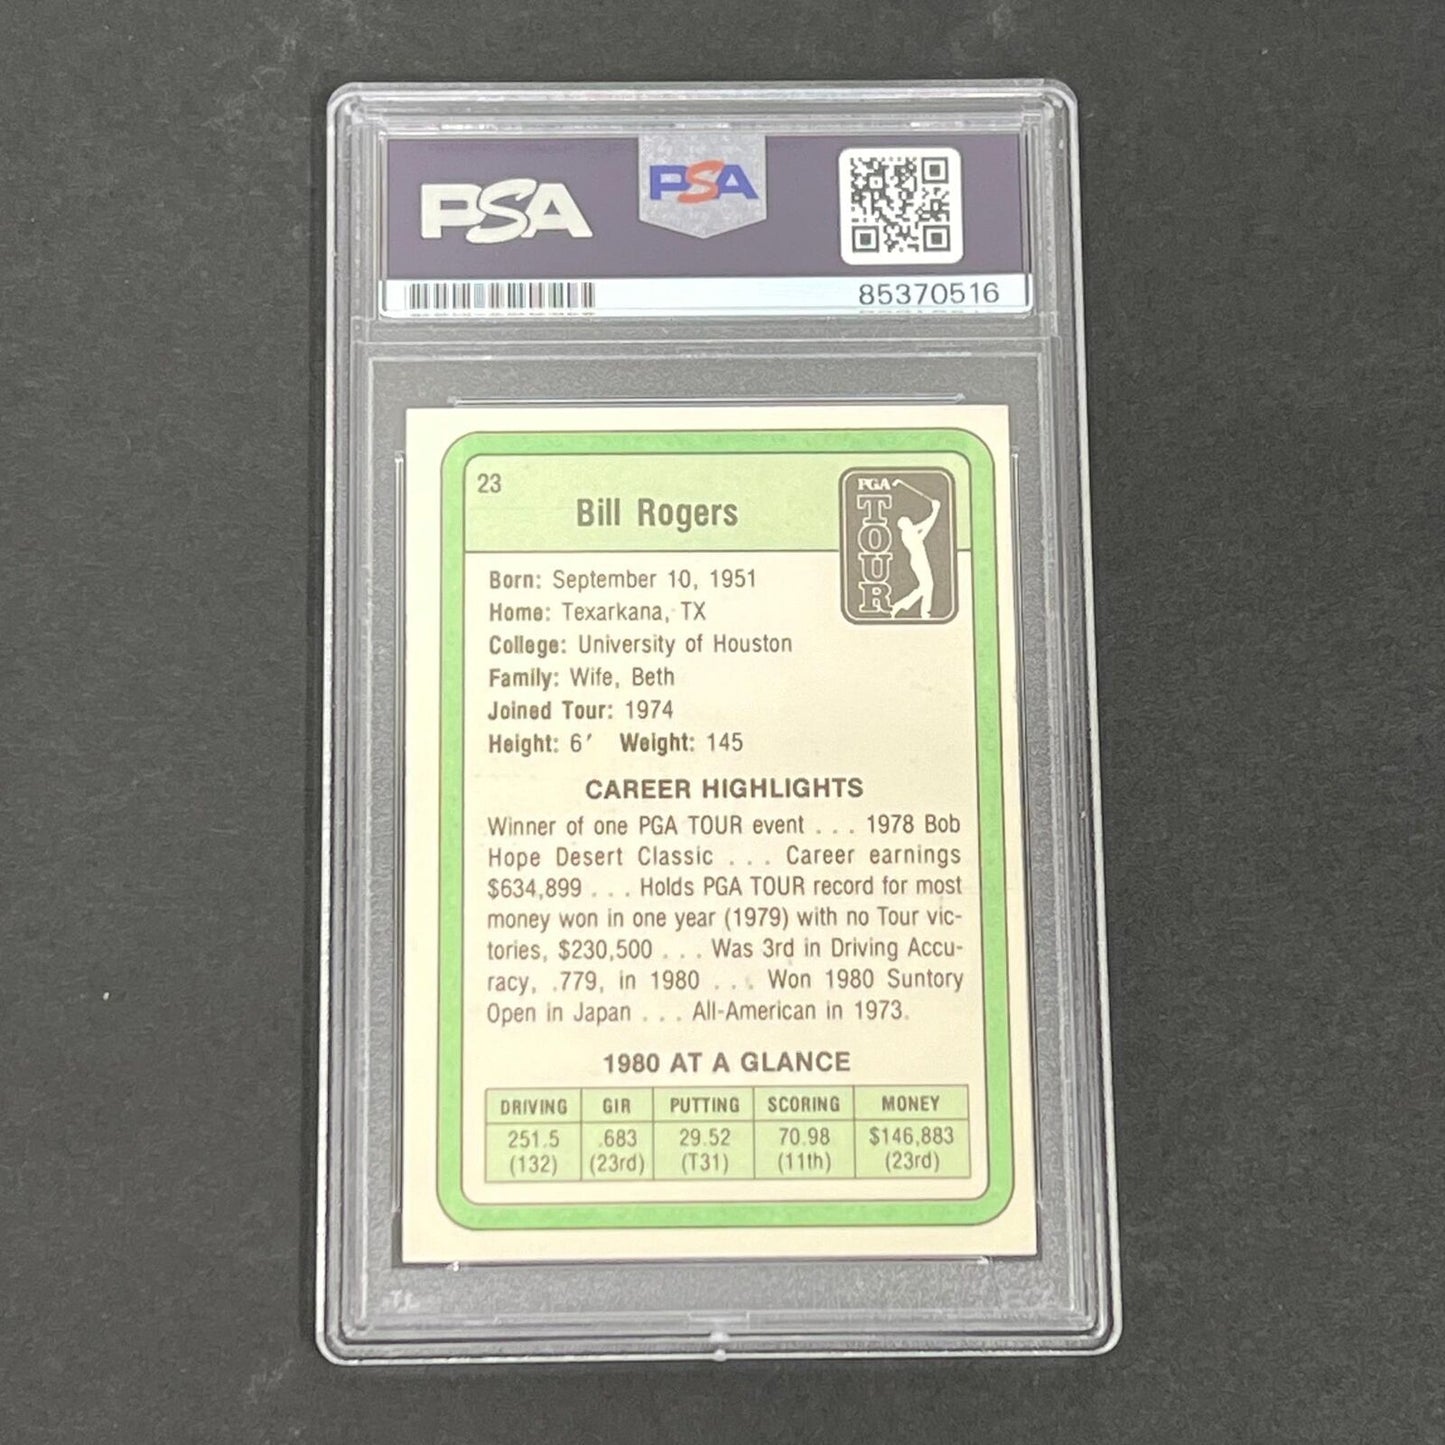 PSA
PSA
85370516
23
Bill Rogers
PGA
TOUR
Born: September 10, 1951
Home: Texarkana, TX
College: University of Houston
Family: Wife, Beth
Joined Tour: 1974
Height: 6′ Weight: 145
CAREER HIGHLIGHTS
Winner of one PGA TOUR event . . . 1978 Bob
Hope Desert Classic . . . Career earnings
$634,899 . . . Holds PGA TOUR record for most
money won in one year (1979) with no Tour vic-
tories, $230,500 . . . Was 3rd in Driving Accu-
racy, .779, in 1980 . . . Won 1980 Suntory
Open in Japan . . . All-American in 1973.
1980 AT A GLANCE
DRIVING GIR PUTTING SCORING MONEY
251.5 .683 29.52 70.98 $146,883
(132) (23rd) (T31) (11th) (23rd)